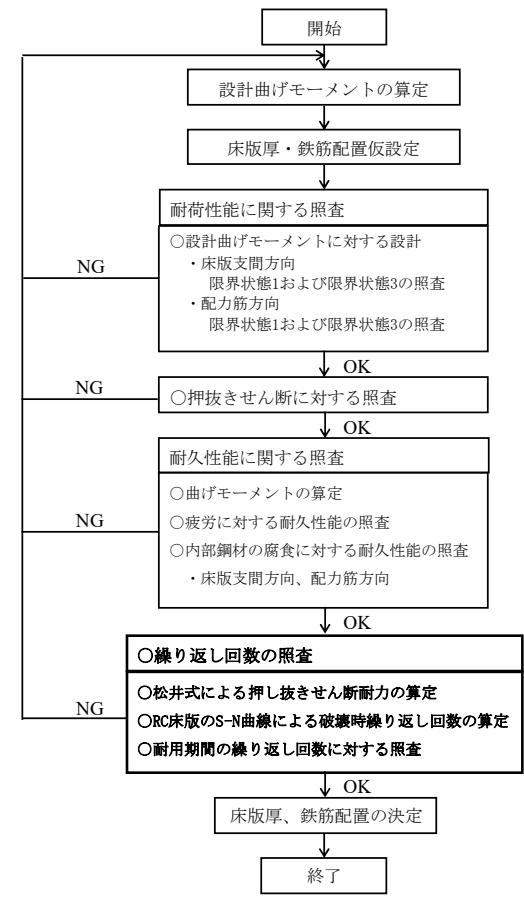 開始
設計曲げモーメントの算定
床版厚・鉄筋配置仮設定
耐荷性能に関する照査
○設計曲げモーメントに対する設計
・床版支間方向
限界状態1および限界状態3の照査
・配力筋方向
限界状態1および限界状態3の照査
NG
OK
NG
○押抜きせん断に対する照査
OK
耐久性能に関する照査
○曲げモーメントの算定
○疲労に対する耐久性能の照査
NG
○内部鋼材の腐食に対する耐久性能の照査
・床版支間方向、配力筋方向
OK
○繰り返し回数の照査
○松井式による押し抜きせん断耐力の算定
NG
○RC床版のS-N曲線による破壊時繰り返し回数の算定
○耐用期間の繰り返し回数に対する照査
OK
床版厚、鉄筋配置の決定
終了